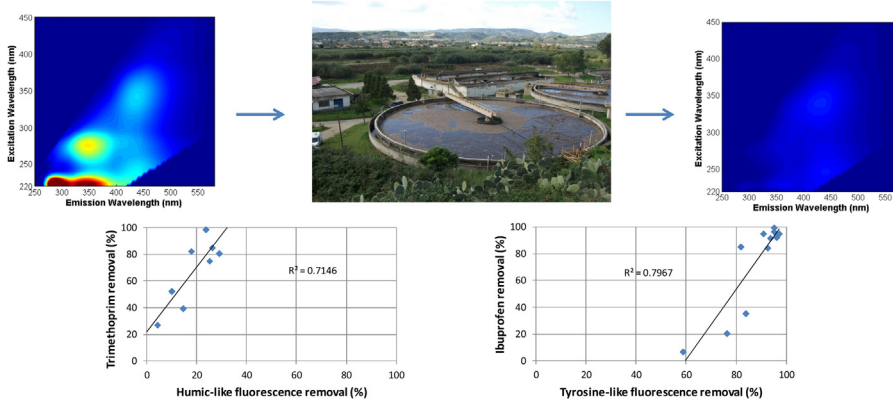 450
400
350
300
250
220
Excitation Wavelength (nm)
250 300 350 400 450 500 550
Emission Wavelength (nm)
450
400
350
300
250
220
Excitation Wavelength (nm)
250 300 350 400 450 500 550
Emission Wavelength (nm)
100
80
60
40
20
0
Trimethoprim removal (%)
R² = 0.7146
0 20 40 60 80 100
Humic-like fluorescence removal (%)
100
80
60
40
20
0
Ibuprofen removal (%)
R² = 0.7967
0 20 40 60 80 100
Tyrosine-like fluorescence removal (%)